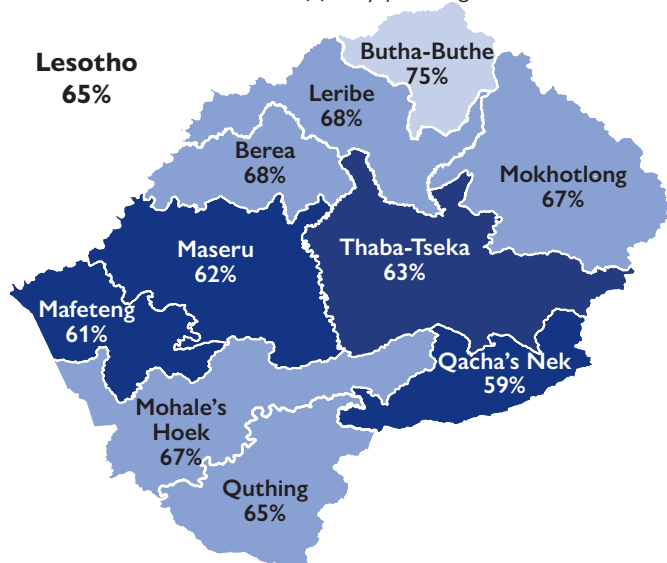 Lesotho
65%
Butha-Buthe
75%
Leribe
68%
Berea
68%
Mokhotlong
67%
Maseru
62%
Thaba-Tseka
63%
Mafeteng
61%
Qacha's Nek
59%
Mohale's
Hoek
67%
Quthing
65%